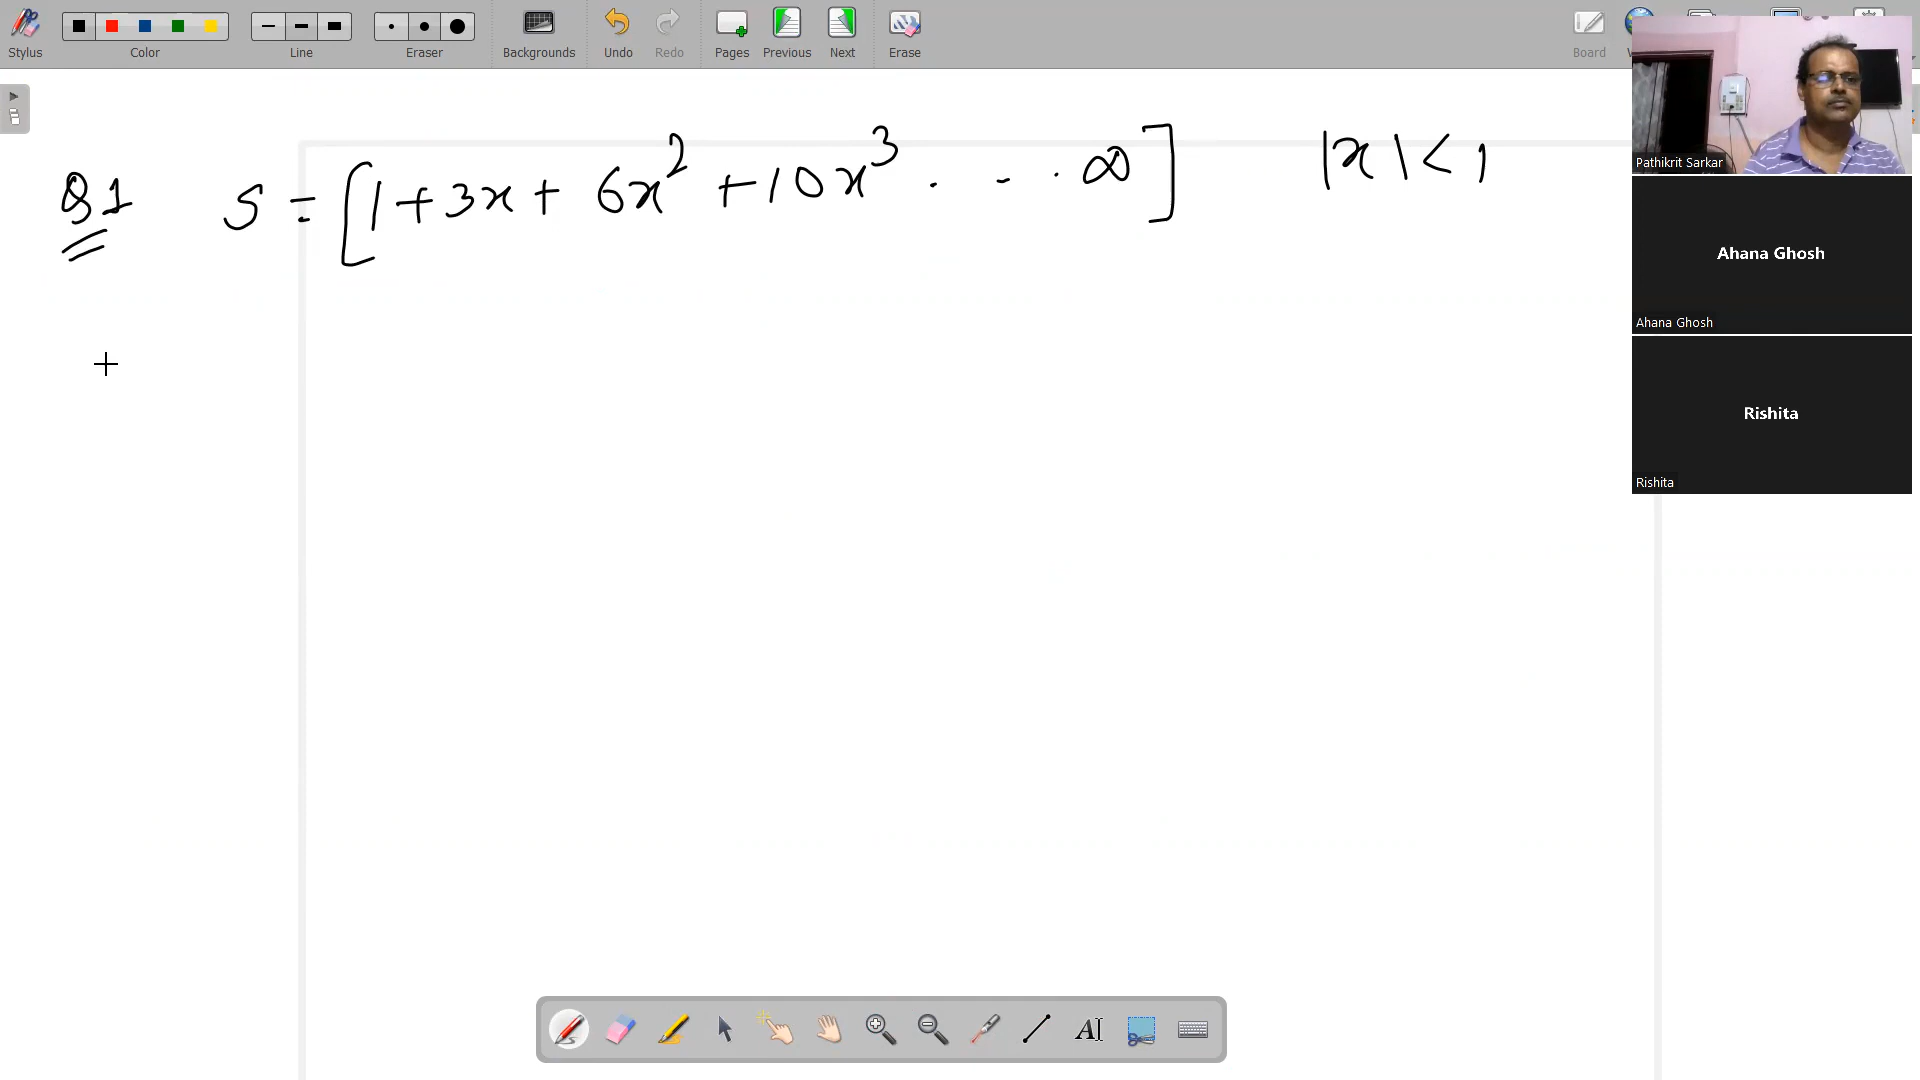 Stylus Color Line Eraser Backgrounds Undo Redo Pages Previous Next Erase Board
Q1 S = [1 + 3x + 6x² + 10x³ . - . ∞] |x| < 1
Pathikrit Sarkar
Ahana Ghosh
Ahana Ghosh
Rishita
Rishita
AI